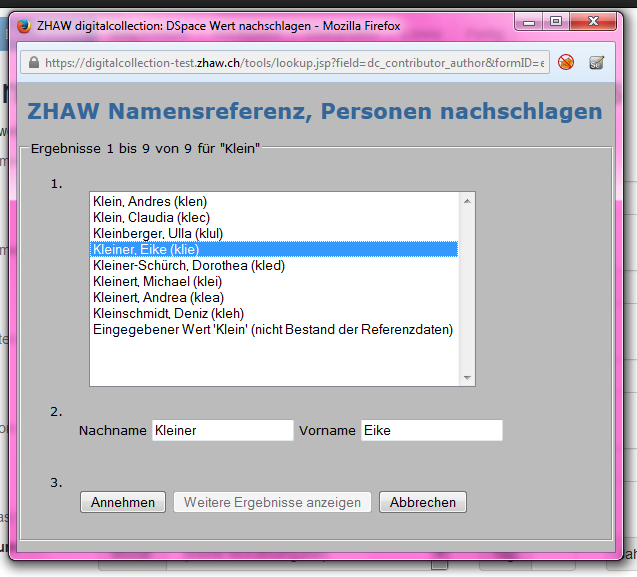 ZHAW digitalcollection: DSpace Wert nachschlagen - Mozilla Firefox
https://digitalcollection-test.zhaw.ch/tools/lookup.jsp?field=dc_contributor_author&formID=e
ZHAW Namensreferenz, Personen nachschlagen
Ergebnisse 1 bis 9 von 9 für "Klein"
1.
Klein, Andres (klen)
Klein, Claudia (klec)
Kleinberger, Ulla (klul)
Kleiner, Eike (klie)
Kleiner-Schürch, Dorothea (kled)
Kleinert, Michael (klei)
Kleinert, Andrea (klea)
Kleinschmidt, Deniz (kleh)
Eingegebener Wert 'Klein' (nicht Bestand der Referenzdaten)
2.
Nachname Kleiner Vorname Eike
3.
Annehmen Weitere Ergebnisse anzeigen Abbrechen